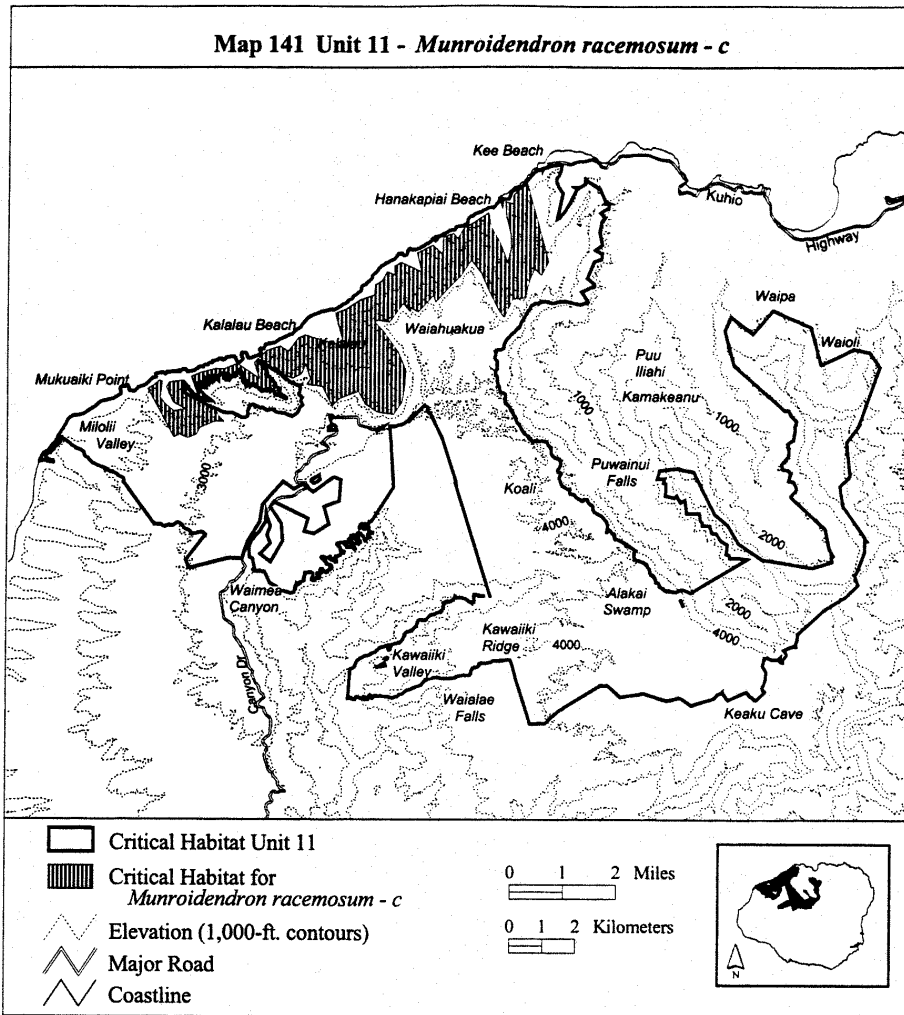 Map 141 Unit 11 - Munroidendron racemosum - c
Kee Beach
Hanakapiai Beach
Kuhio
Highway
Waipa
Kalalau Beach
Waiahuakua
Waioli
Kalalau
Puu
Iliahi
Mukuaiki Point
Kamakeanu
1000
1000
Milolii
Valley
3000
Puwainui
Falls
Koali
4000
2000
Waimea
Canyon
Alakai
Swamp
2000
4000
Kawaiiki
Ridge
4000
Kawaiiki
Valley
Canyon Dr
Waialae
Falls
Keaku Cave
Critical Habitat Unit 11
Critical Habitat for
Munroidendron racemosum - c
Elevation (1,000-ft. contours)
Major Road
Coastline
0 1 2 Miles
0 1 2 Kilometers
N